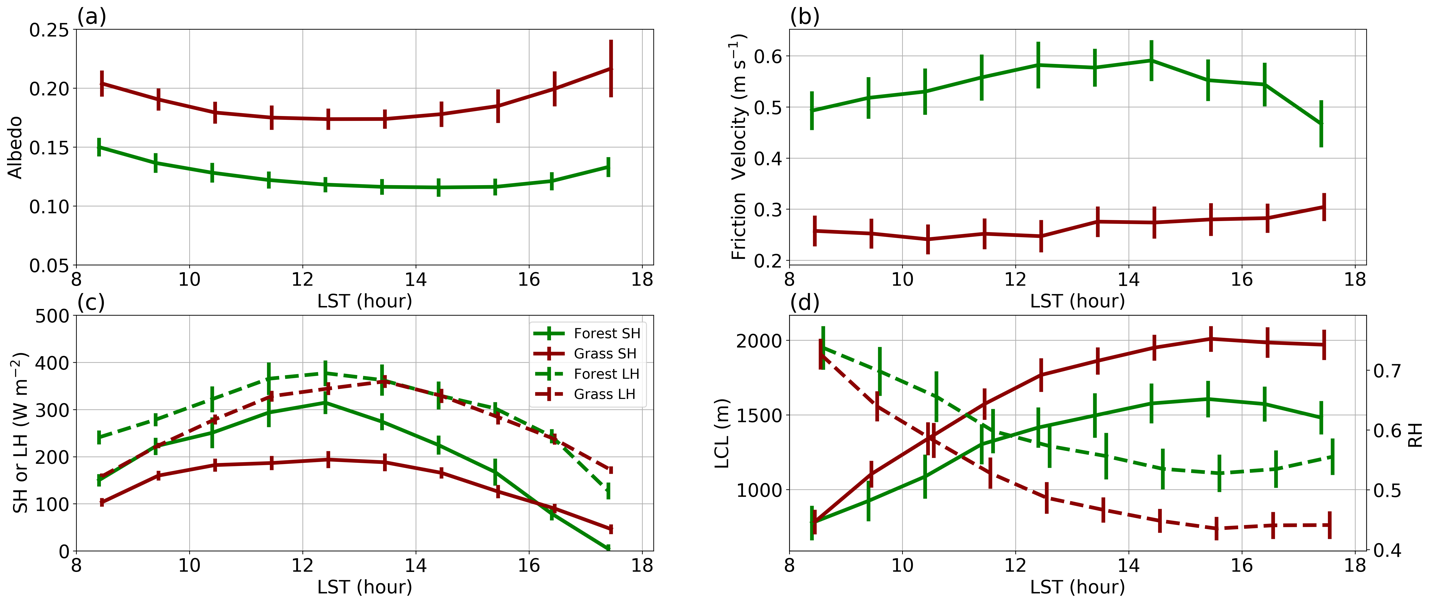 (a)
0.25
0.20
0.15
0.10
0.05
Albedo
10
12
14
16
18
LST (hour)
(b)
0.6
0.5
0.4
0.3
0.2
Friction Velocity (m s⁻¹)
8
10
12
14
16
18
LST (hour)
(c)
500
400
300
200
100
0
SH or LH (W m⁻²)
Forest SH
Grass SH
Forest LH
Grass LH
8
10
12
14
16
18
LST (hour)
(d)
2000
1500
1000
LCL (m)
0.7
0.6
0.5
0.4
RH
8
10
12
14
16
18
LST (hour)